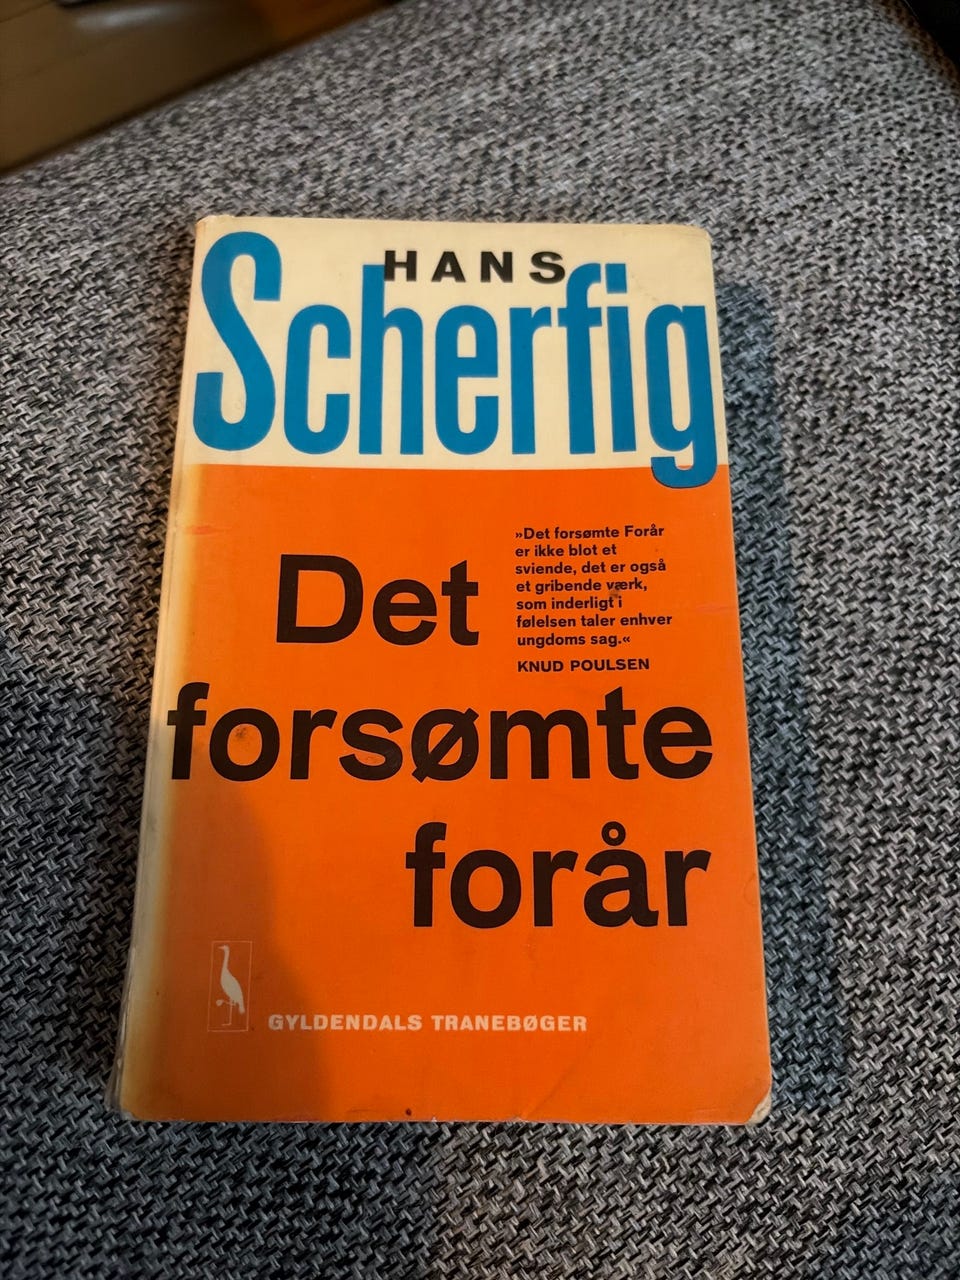 HANS
Scherfig
»Det forsømte Forår
er ikke blot et
sviende, det er også
et gribende værk,
som inderligt i
følelsen taler enhver
ungdoms sag.«
KNUD POULSEN
Det
forsømte
forår
GYLDENDALS TRANEBØGER